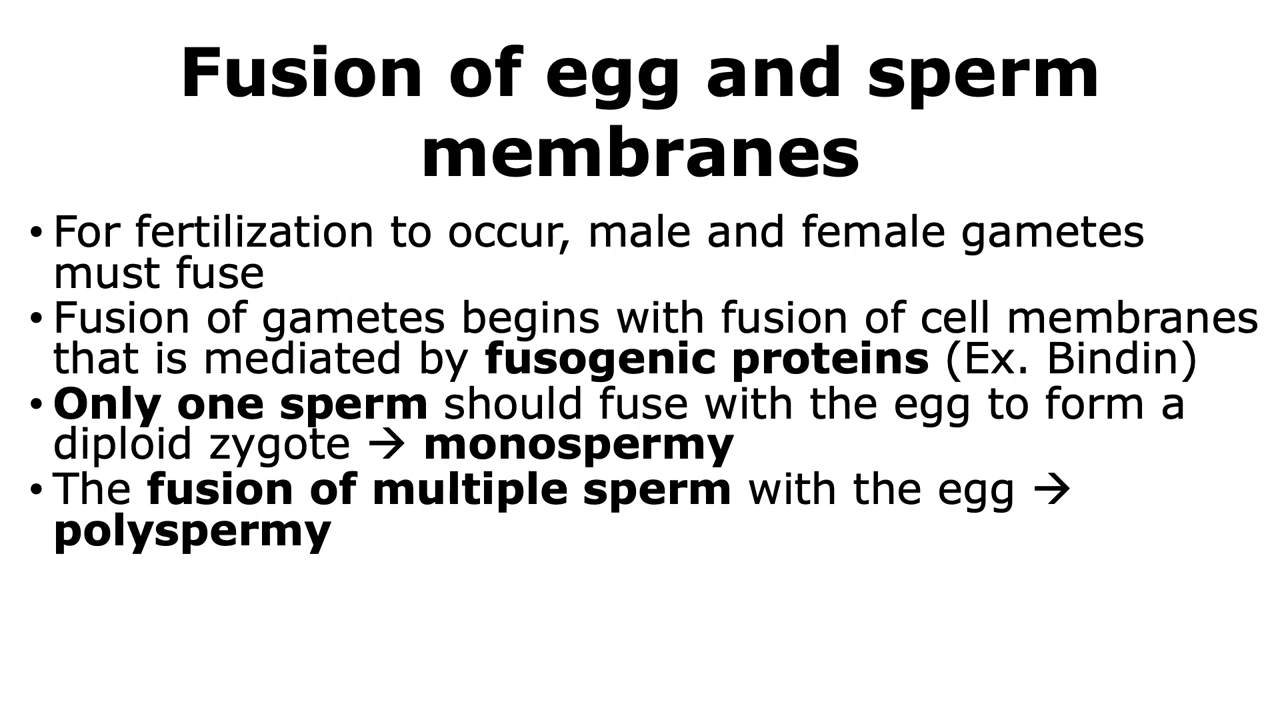 Fusion of egg and sperm
membranes
• For fertilization to occur, male and female gametes
must fuse
• Fusion of gametes begins with fusion of cell membranes
that is mediated by fusogenic proteins (Ex. Bindin)
• Only one sperm should fuse with the egg to form a
diploid zygote → monospermy
• The fusion of multiple sperm with the egg →
polyspermy